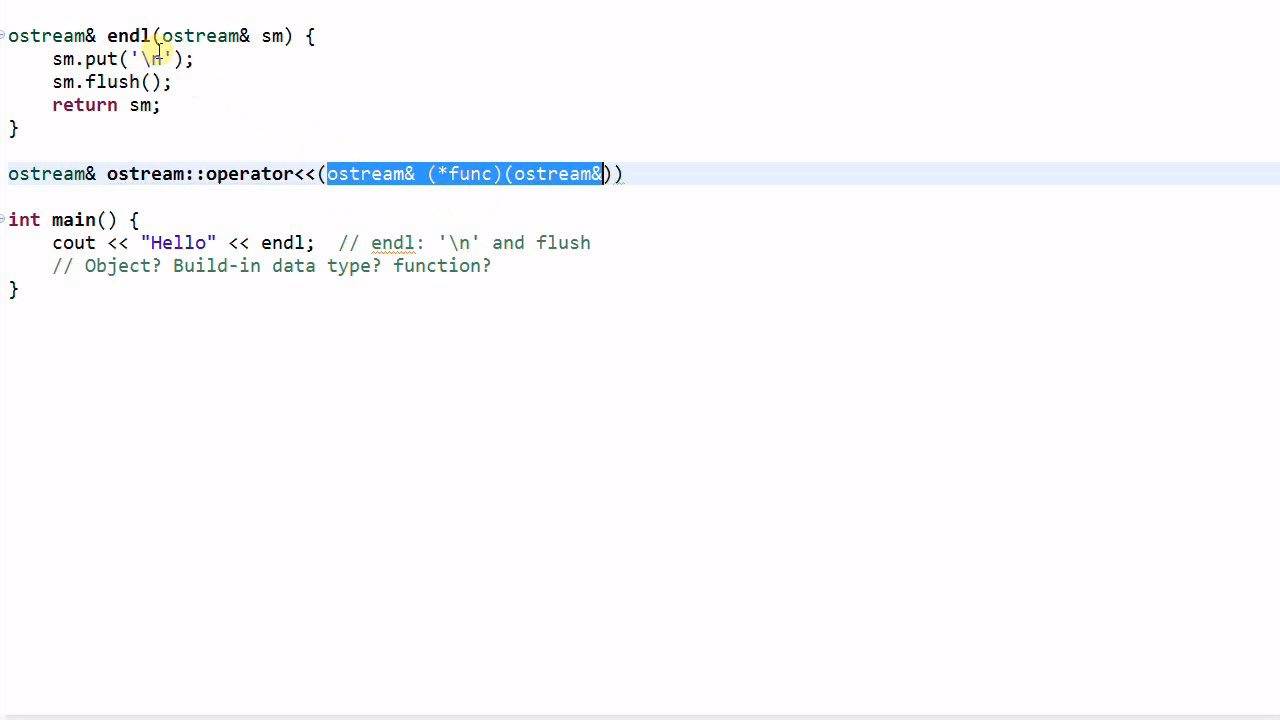 ostream& endl(ostream& sm) {
    sm.put('\n');
    sm.flush();
    return sm;
}
ostream& ostream::operator<<(ostream& (*func)(ostream&))
int main() {
    cout << "Hello" << endl;  // endl: '\n' and flush
    // Object? Build-in data type? function?
}